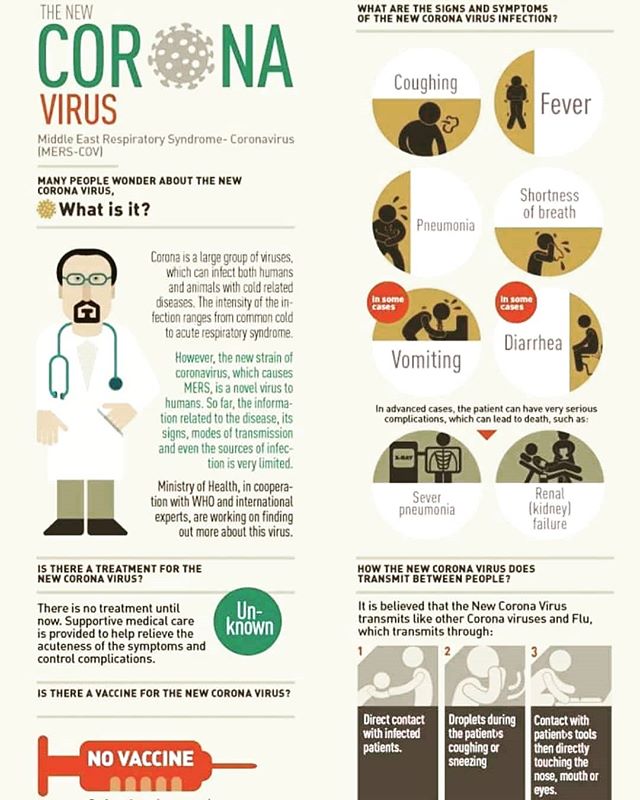 THE NEW
CORONA
VIRUS
Middle East Respiratory Syndrome- Coronavirus
(MERS-COV)
MANY PEOPLE WONDER ABOUT THE NEW
CORONA VIRUS,
What is it?
Corona is a large group of viruses,
which can infect both humans
and animals with cold related
diseases. The intensity of the in-
fection ranges from common cold
to acute respiratory syndrome.
However, the new strain of
coronavirus, which causes
MERS, is a novel virus to
humans. So far, the informa-
tion related to the disease, its
signs, modes of transmission
and even the sources of infec-
tion is very limited.
Ministry of Health, in coopera-
tion with WHO and international
experts, are working on finding
out more about this virus.
IS THERE A TREATMENT FOR THE
NEW CORONA VIRUS?
There is no treatment until
now. Supportive medical care
is provided to help relieve the
acuteness of the symptoms and
control complications.
Un-
known
IS THERE A VACCINE FOR THE NEW CORONA VIRUS?
NO VACCINE
WHAT ARE THE SIGNS AND SYMPTOMS
OF THE NEW CORONA VIRUS INFECTION?
Coughing
Fever
Pneumonia
Shortness
of breath
In some
cases
Vomiting
In some
cases
Diarrhea
In advanced cases, the patient can have very serious
complications, which can lead to death, such as:
X-RAY
Sever
pneumonia
Renal
(kidney)
failure
HOW THE NEW CORONA VIRUS DOES
TRANSMIT BETWEEN PEOPLE?
It is believed that the New Corona Virus
transmits like other Corona viruses and Flu,
which transmits through:
1
Direct contact
with infected
patients.
2
Droplets during
the patient›s
coughing or
sneezing
3
Contact with
patient›s tools
then directly
touching the
nose, mouth or
eyes.